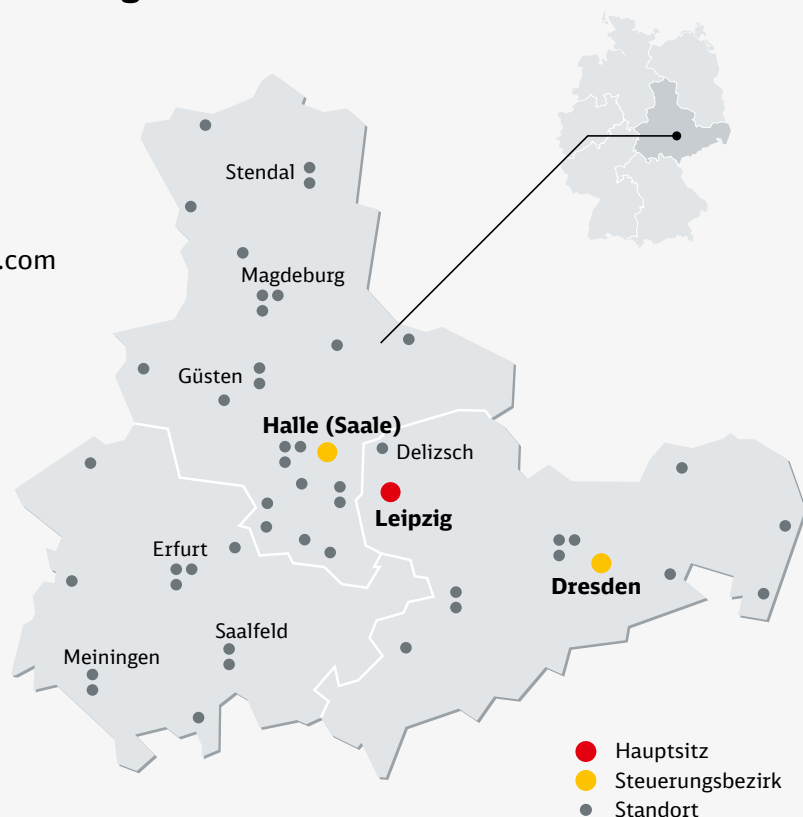 g
Stendal
.com
Magdeburg
Güsten
Halle (Saale)
Delizsch
Leipzig
Erfurt
Dresden
Saalfeld
Meiningen
Hauptsitz
Steuerungsbezirk
Standort